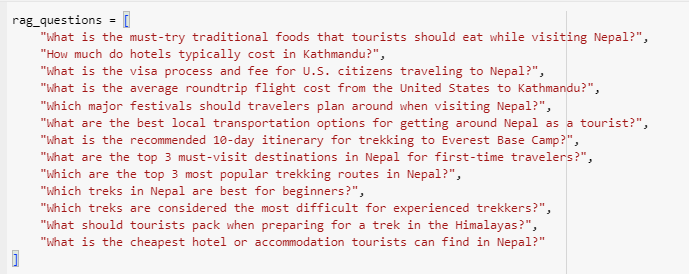 rag_questions = [
"What is the must-try traditional foods that tourists should eat while visiting Nepal?",
"How much do hotels typically cost in Kathmandu?",
"What is the visa process and fee for U.S. citizens traveling to Nepal?",
"What is the average roundtrip flight cost from the United States to Kathmandu?",
"Which major festivals should travelers plan around when visiting Nepal?",
"What are the best local transportation options for getting around Nepal as a tourist?",
"What is the recommended 10-day itinerary for trekking to Everest Base Camp?",
"What are the top 3 must-visit destinations in Nepal for first-time travelers?",
"Which are the top 3 most popular trekking routes in Nepal?",
"Which treks in Nepal are best for beginners?",
"Which treks are considered the most difficult for experienced trekkers?",
"What should tourists pack when preparing for a trek in the Himalayas?",
"What is the cheapest hotel or accommodation tourists can find in Nepal?"
]